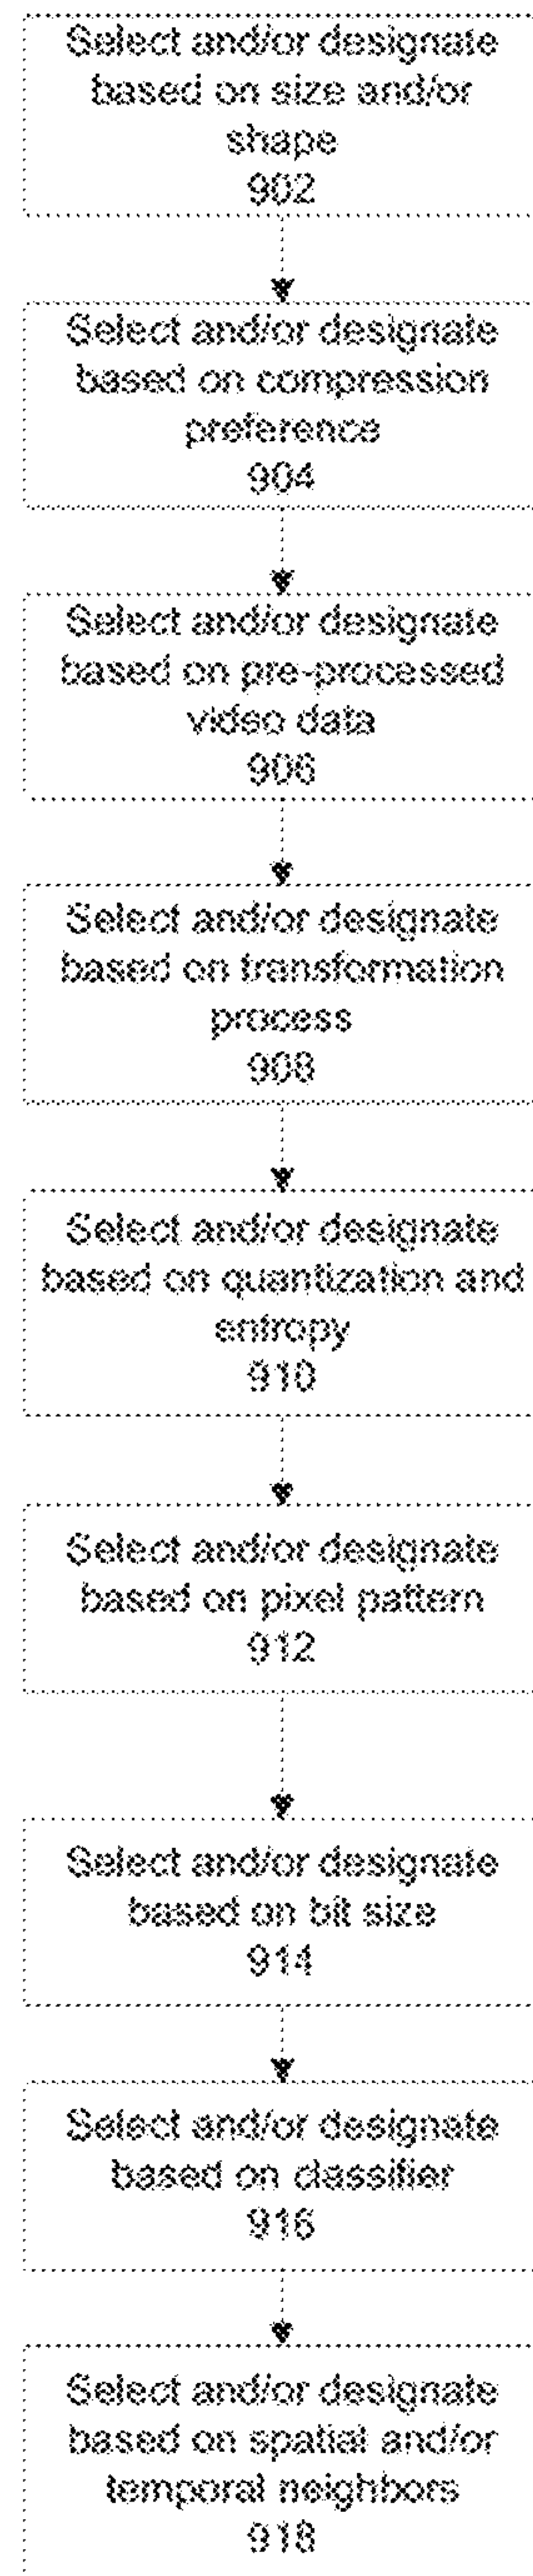 Select and/or designate
based on size and/or
shape
902
Select and/or designate
based on compression
preference
904
Select and/or designate
based on pre-processed
video data
906
Select and/or designate
based on transformation
process
908
Select and/or designate
based on quantization and
entropy
910
Select and/or designate
based on pixel pattern
912
Select and/or designate
based on bit size
914
Select and/or designate
based on classifier
916
Select and/or designate
based on spatial and/or
temporal neighbors
918